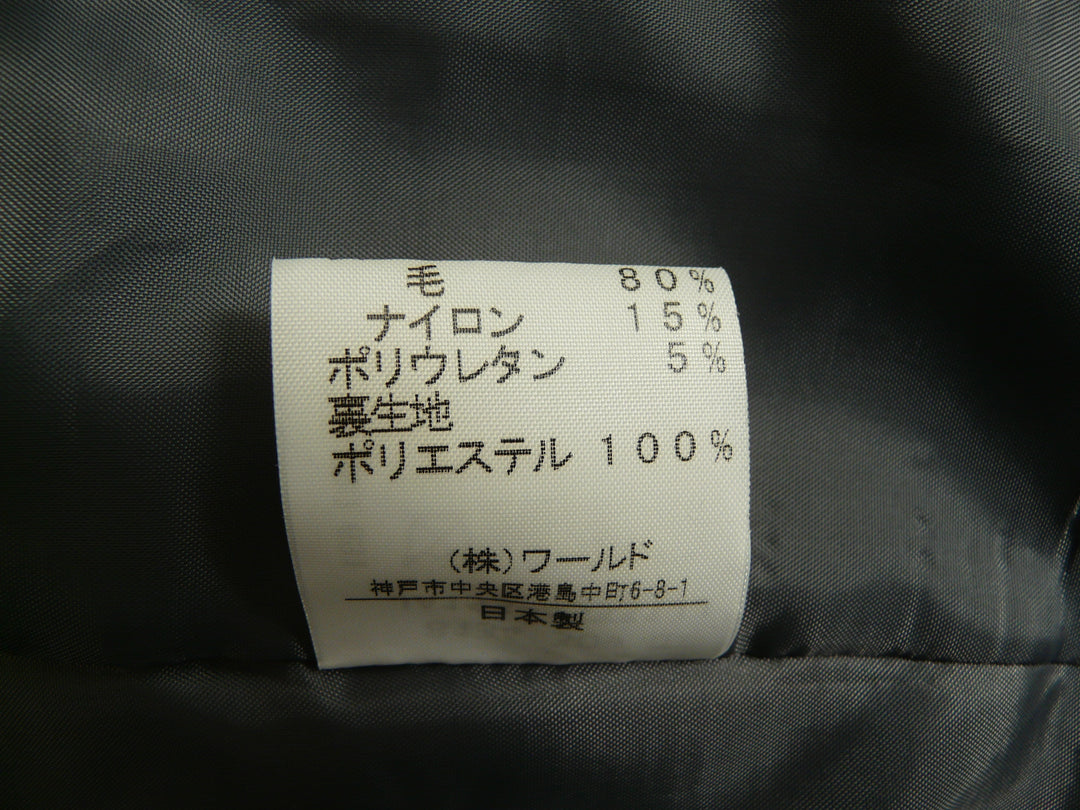 毛 80%
ナイロン 15%
ポリウレタン 5%
裏生地
ポリエステル 100%
(株)ワールド
神戸市中央区港島中町6-8-1
日本製